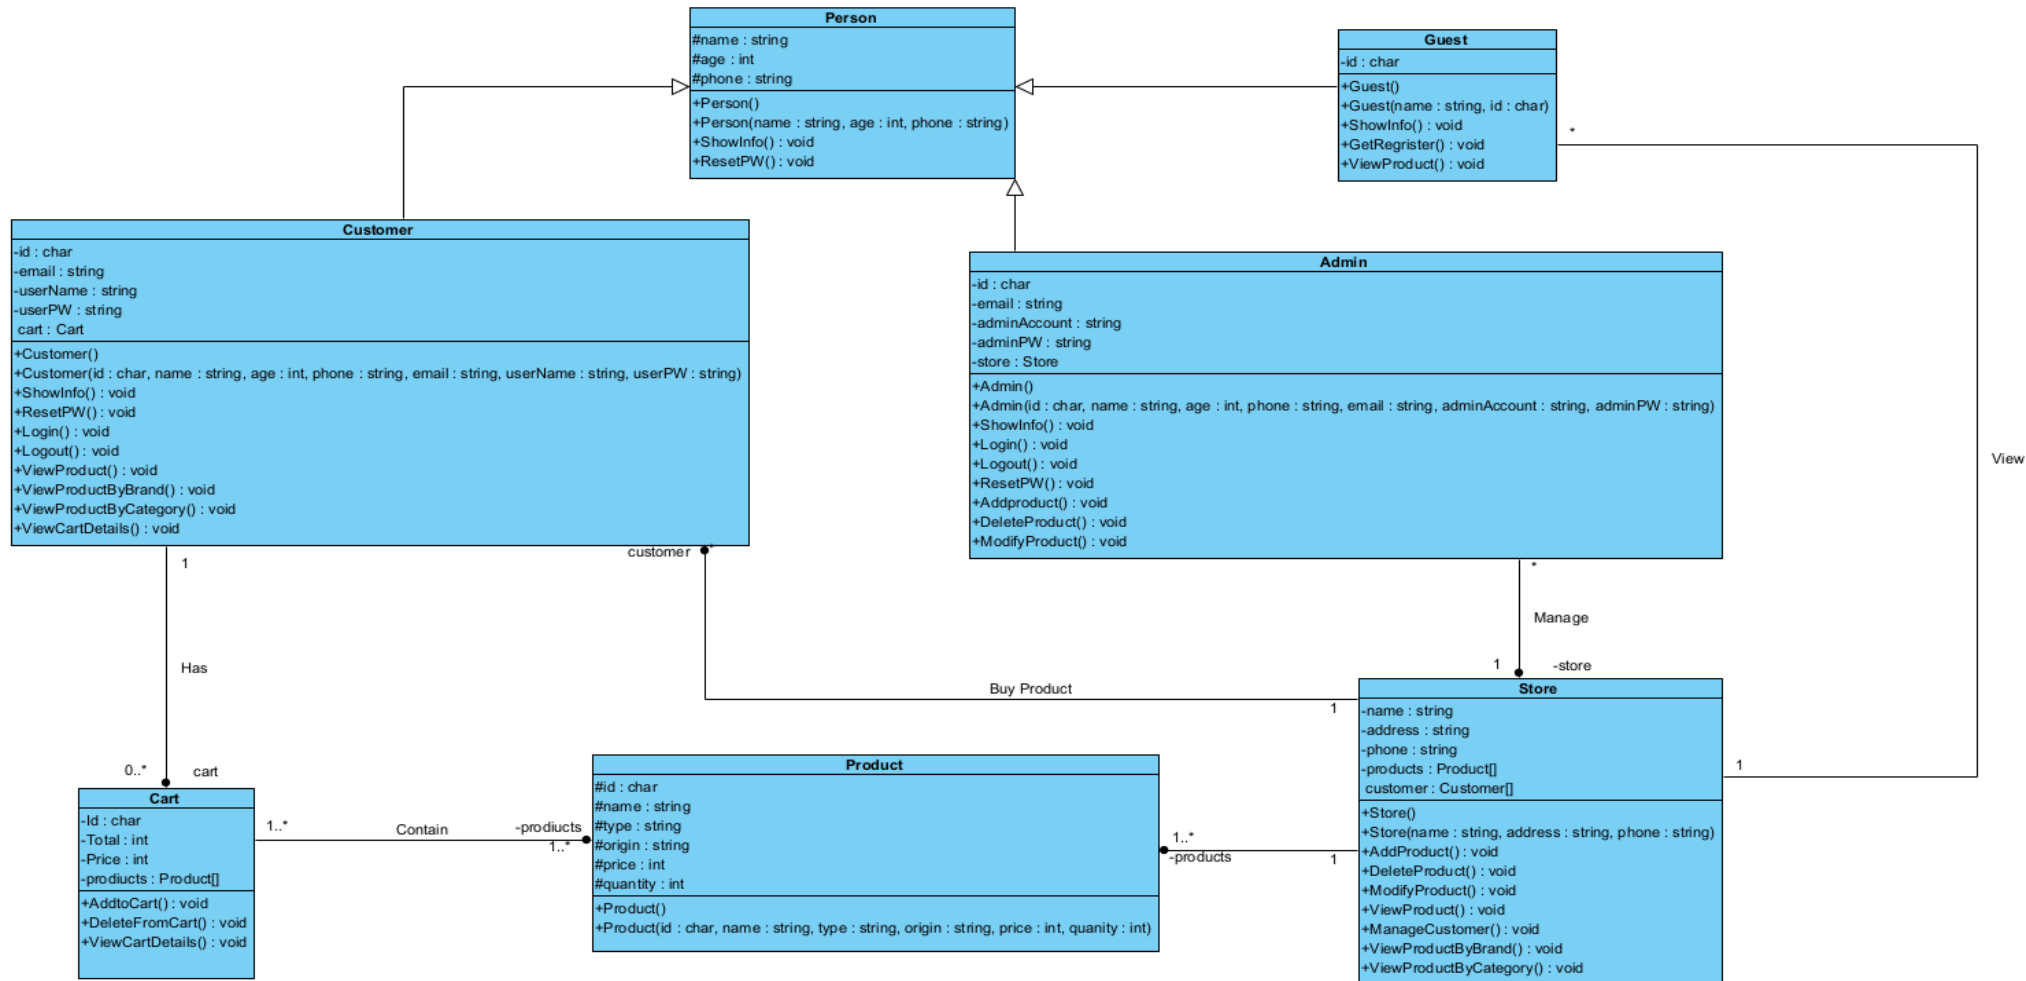 Person
#name : string
#age : int
#phone : string
+Person()
+Person(name : string, age : int, phone : string)
+ShowInfo() : void
+ResetPW() : void
Guest
-id : char
+Guest()
+Guest(name : string, id : char)
+ShowInfo() : void
+GetRegrister() : void
+ViewProduct() : void
*
View
1
Customer
-id : char
-email : string
-userName : string
-userPW : string
cart : Cart
+Customer()
+Customer(id : char, name : string, age : int, phone : string, email : string, userName : string, userPW : string)
+ShowInfo() : void
+ResetPW() : void
+Login() : void
+Logout() : void
+ViewProduct() : void
+ViewProductByBrand() : void
+ViewProductByCategory() : void
+ViewCartDetails() : void
Admin
-id : char
-email : string
-adminAccount : string
-adminPW : string
-store : Store
+Admin()
+Admin(id : char, name : string, age : int, phone : string, email : string, adminAccount : string, adminPW : string)
+ShowInfo() : void
+Login() : void
+Logout() : void
+ResetPW() : void
+Addproduct() : void
+DeleteProduct() : void
+ModifyProduct() : void
1
Has
0..*
cart
customer
*
Buy Product
1
*
Manage
1
-store
Cart
-Id : char
-Total : int
-Price : int
-prodiucts : Product[]
+AddtoCart() : void
+DeleteFromCart() : void
+ViewCartDetails() : void
1..*
Contain
-prodiucts
1..*
Product
#id : char
#name : string
#type : string
#origin : string
#price : int
#quantity : int
+Product()
+Product(id : char, name : string, type : string, origin : string, price : int, quanity : int)
1..*
-products
1
Store
-name : string
-address : string
-phone : string
-products : Product[]
customer : Customer[]
+Store()
+Store(name : string, address : string, phone : string)
+AddProduct() : void
+DeleteProduct() : void
+ModifyProduct() : void
+ViewProduct() : void
+ManageCustomer() : void
+ViewProductByBrand() : void
+ViewProductByCategory() : void